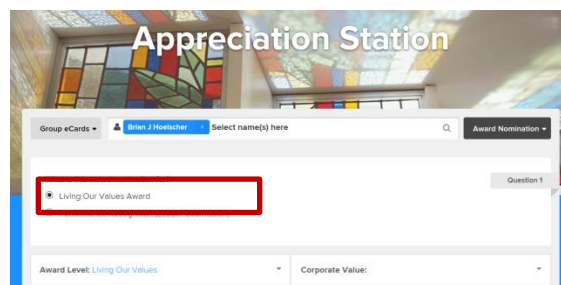 Appreciation Station
Group eCards
Brian J Hoelscher
Select name(s) here
Award Nomination
Question 1
Living Our Values Award
Award Level: Living Our Values
Corporate Value: